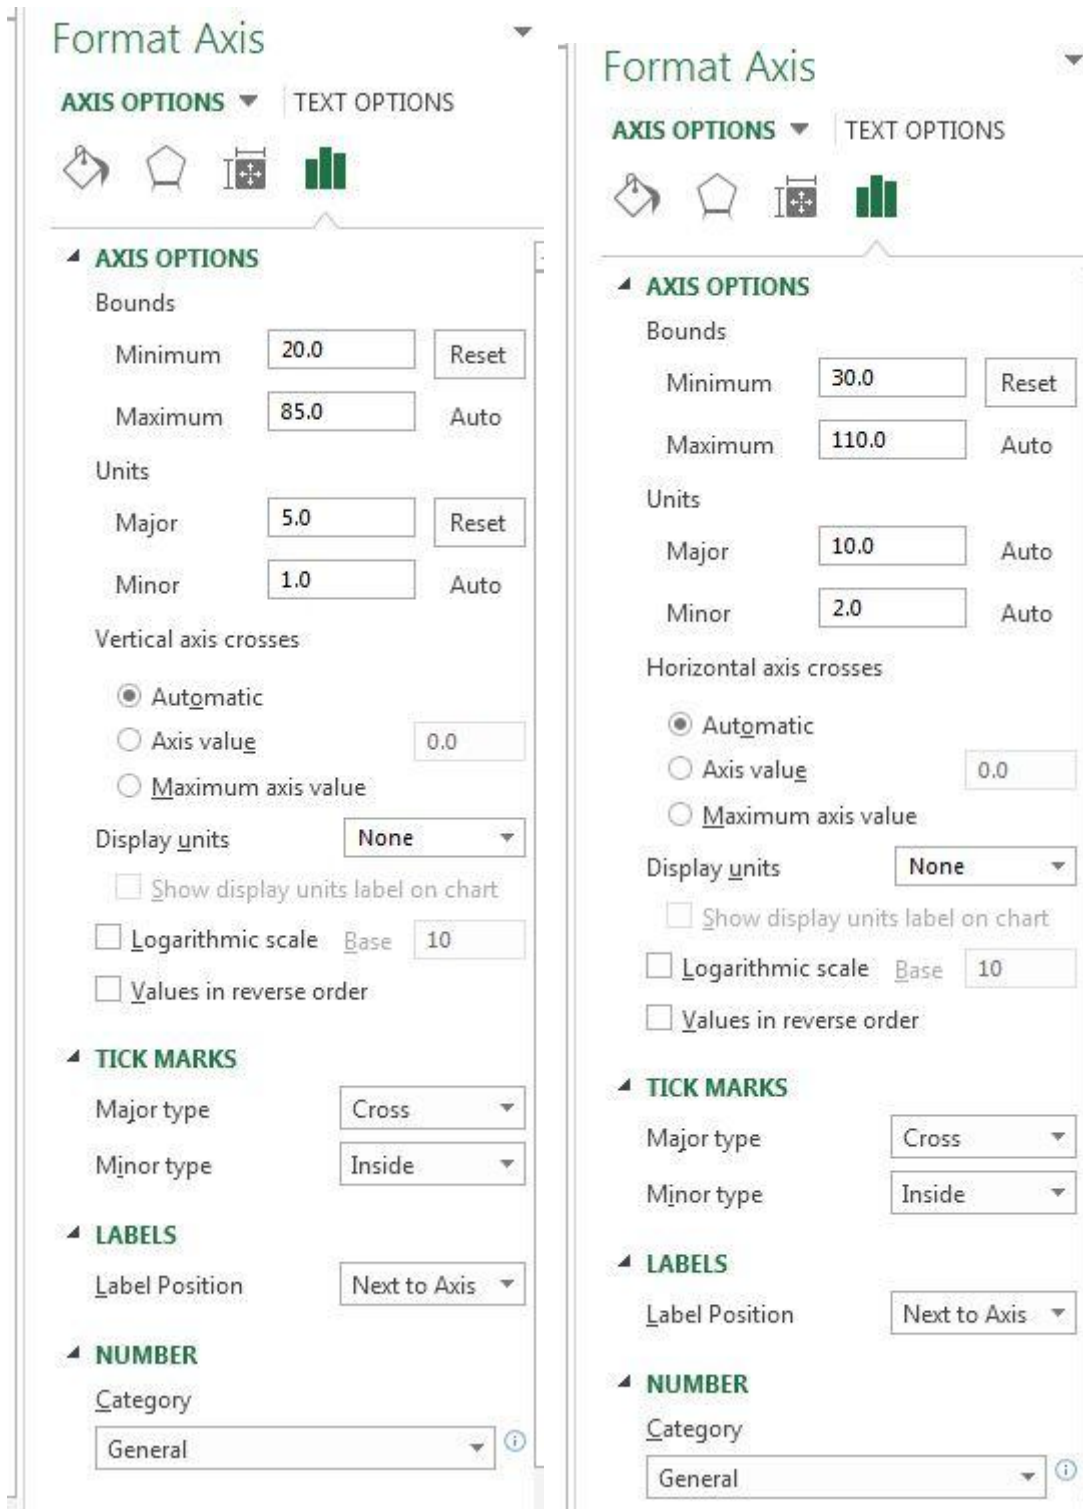 Format Axis
AXIS OPTIONS TEXT OPTIONS
AXIS OPTIONS
Bounds
Minimum 20.0 Reset
Maximum 85.0 Auto
Units
Major 5.0 Reset
Minor 1.0 Auto
Vertical axis crosses
Automatic
Axis value 0.0
Maximum axis value
Display units None
Show display units label on chart
Logarithmic scale Base 10
Values in reverse order
TICK MARKS
Major type Cross
Minor type Inside
LABELS
Label Position Next to Axis
NUMBER
Category
General
Format Axis
AXIS OPTIONS TEXT OPTIONS
AXIS OPTIONS
Bounds
Minimum 30.0 Reset
Maximum 110.0 Auto
Units
Major 10.0 Auto
Minor 2.0 Auto
Horizontal axis crosses
Automatic
Axis value 0.0
Maximum axis value
Display units None
Show display units label on chart
Logarithmic scale Base 10
Values in reverse order
TICK MARKS
Major type Cross
Minor type Inside
LABELS
Label Position Next to Axis
NUMBER
Category
General